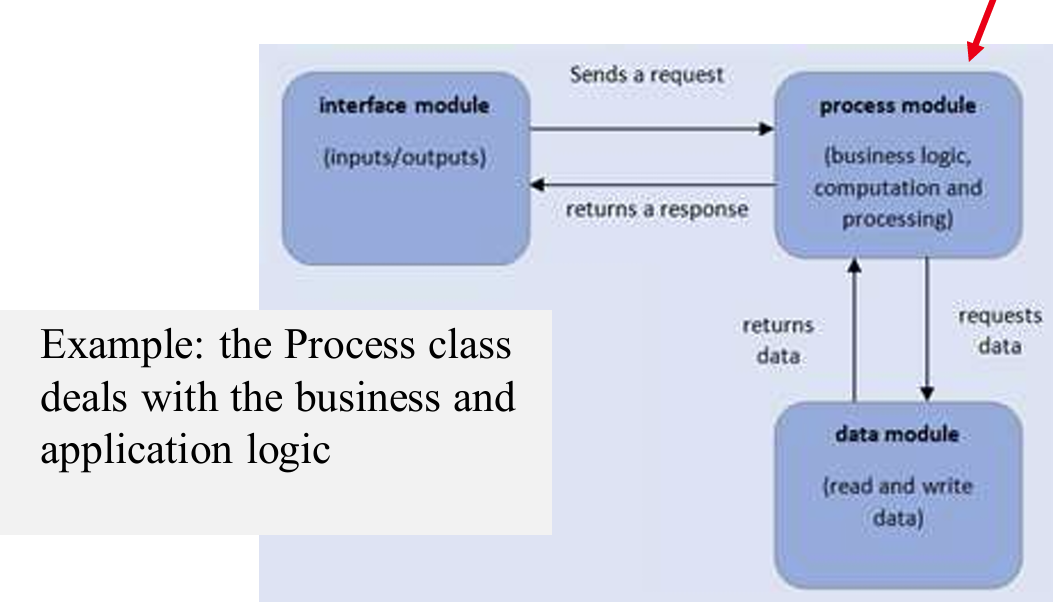 Sends a request
interface module
(inputs/outputs)
process module
(business logic,
computation and
processing)
returns a response
Example: the Process class
deals with the business and
application logic
returns
data
requests
data
data module
(read and write
data)